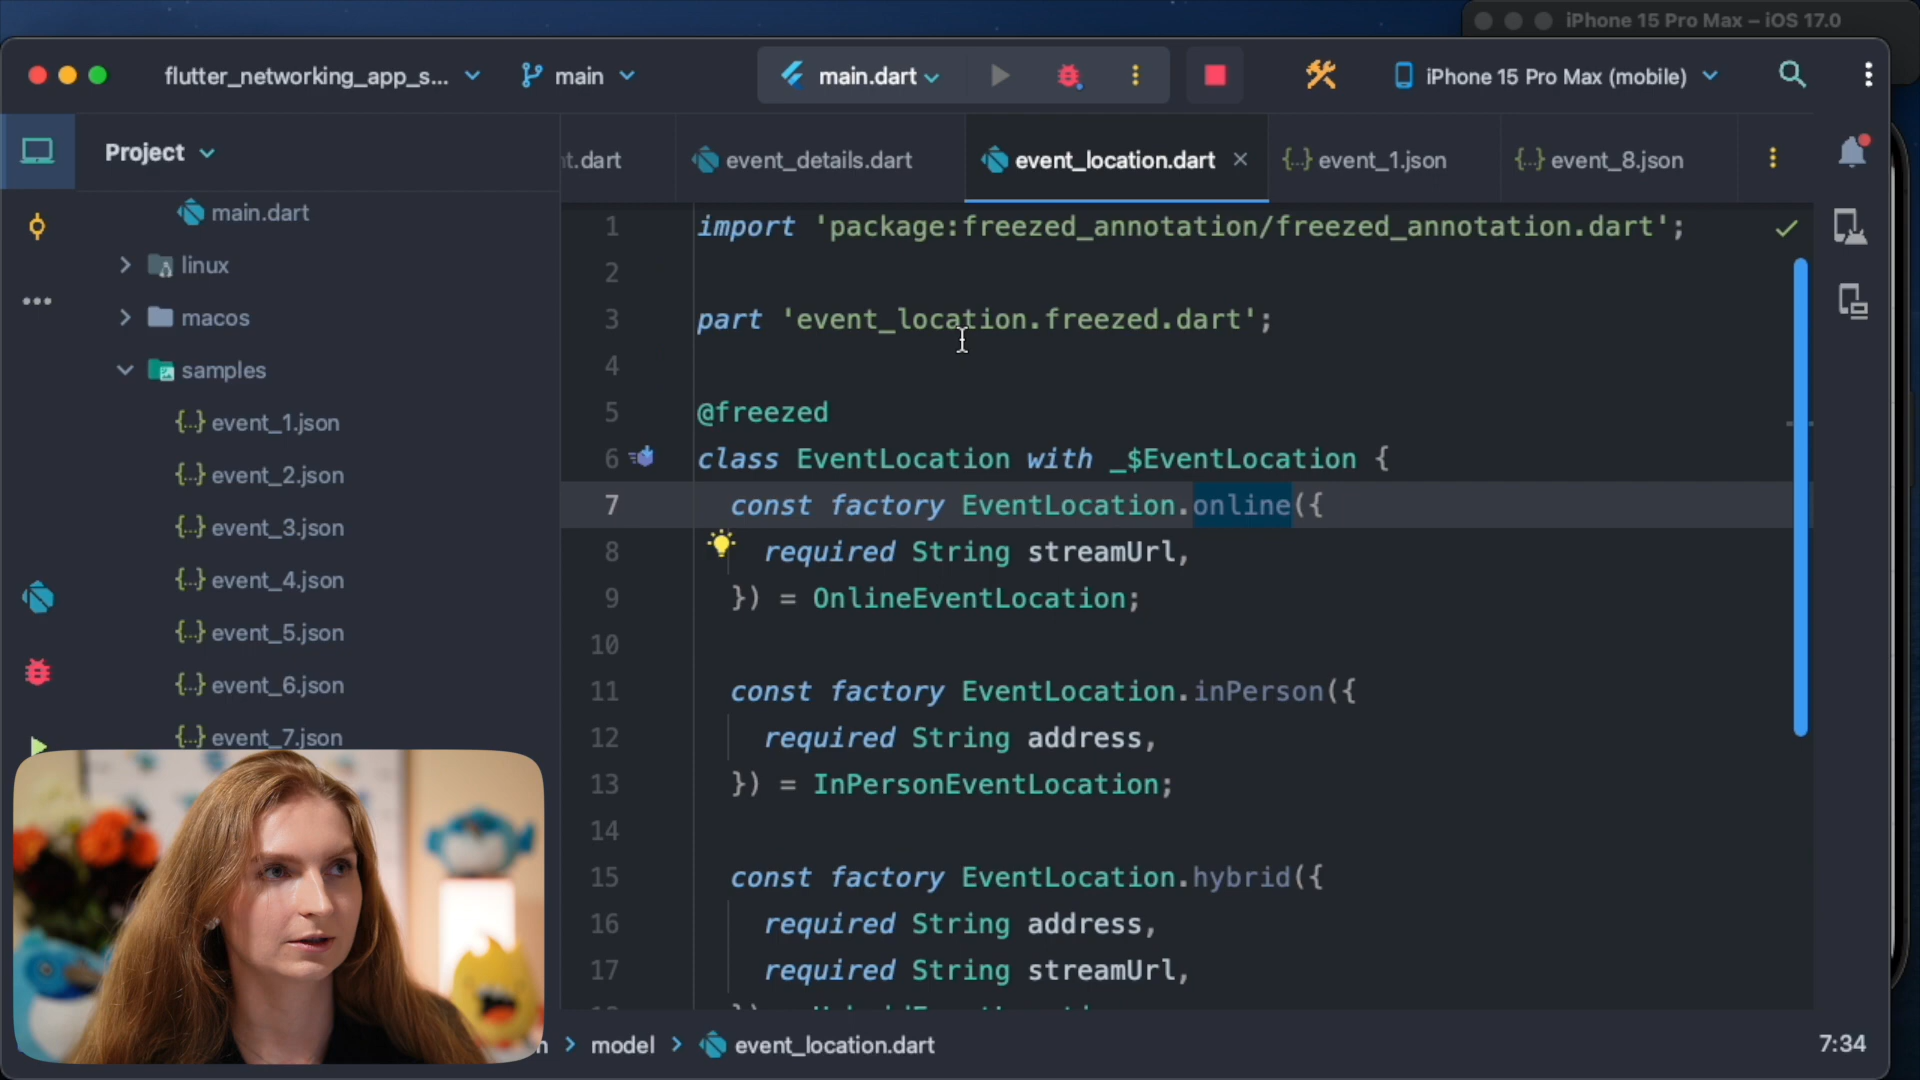 iPhone 15 Pro Max – iOS 17.0
flutter_networking_app_s...
main
main.dart
iPhone 15 Pro Max (mobile)
Project
t.dart
event_details.dart
event_location.dart
{..} event_1.json
{..} event_8.json
main.dart
linux
macos
samples
{..} event_1.json
{..} event_2.json
{..} event_3.json
{..} event_4.json
{..} event_5.json
{..} event_6.json
{..} event_7.json
1 import 'package:freezed_annotation/freezed_annotation.dart';
2
3 part 'event_location.freezed.dart';
4
5 @freezed
6 class EventLocation with _$EventLocation {
7 const factory EventLocation.online({
8 required String streamUrl,
9 }) = OnlineEventLocation;
10
11 const factory EventLocation.inPerson({
12 required String address,
13 }) = InPersonEventLocation;
14
15 const factory EventLocation.hybrid({
16 required String address,
17 required String streamUrl,
n > model > event_location.dart
7:34